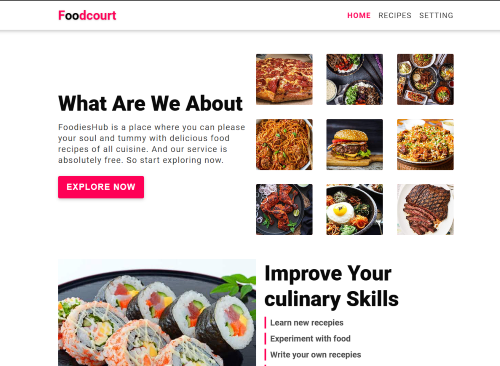 Foodcourt
HOME RECIPES SETTING
What Are We About
FoodiesHub is a place where you can please
your soul and tummy with delicious food
recipes of all cuisine. And our service is
absolutely free. So start exploring now.
EXPLORE NOW
Improve Your
culinary Skills
Learn new recepies
Experiment with food
Write your own recepies